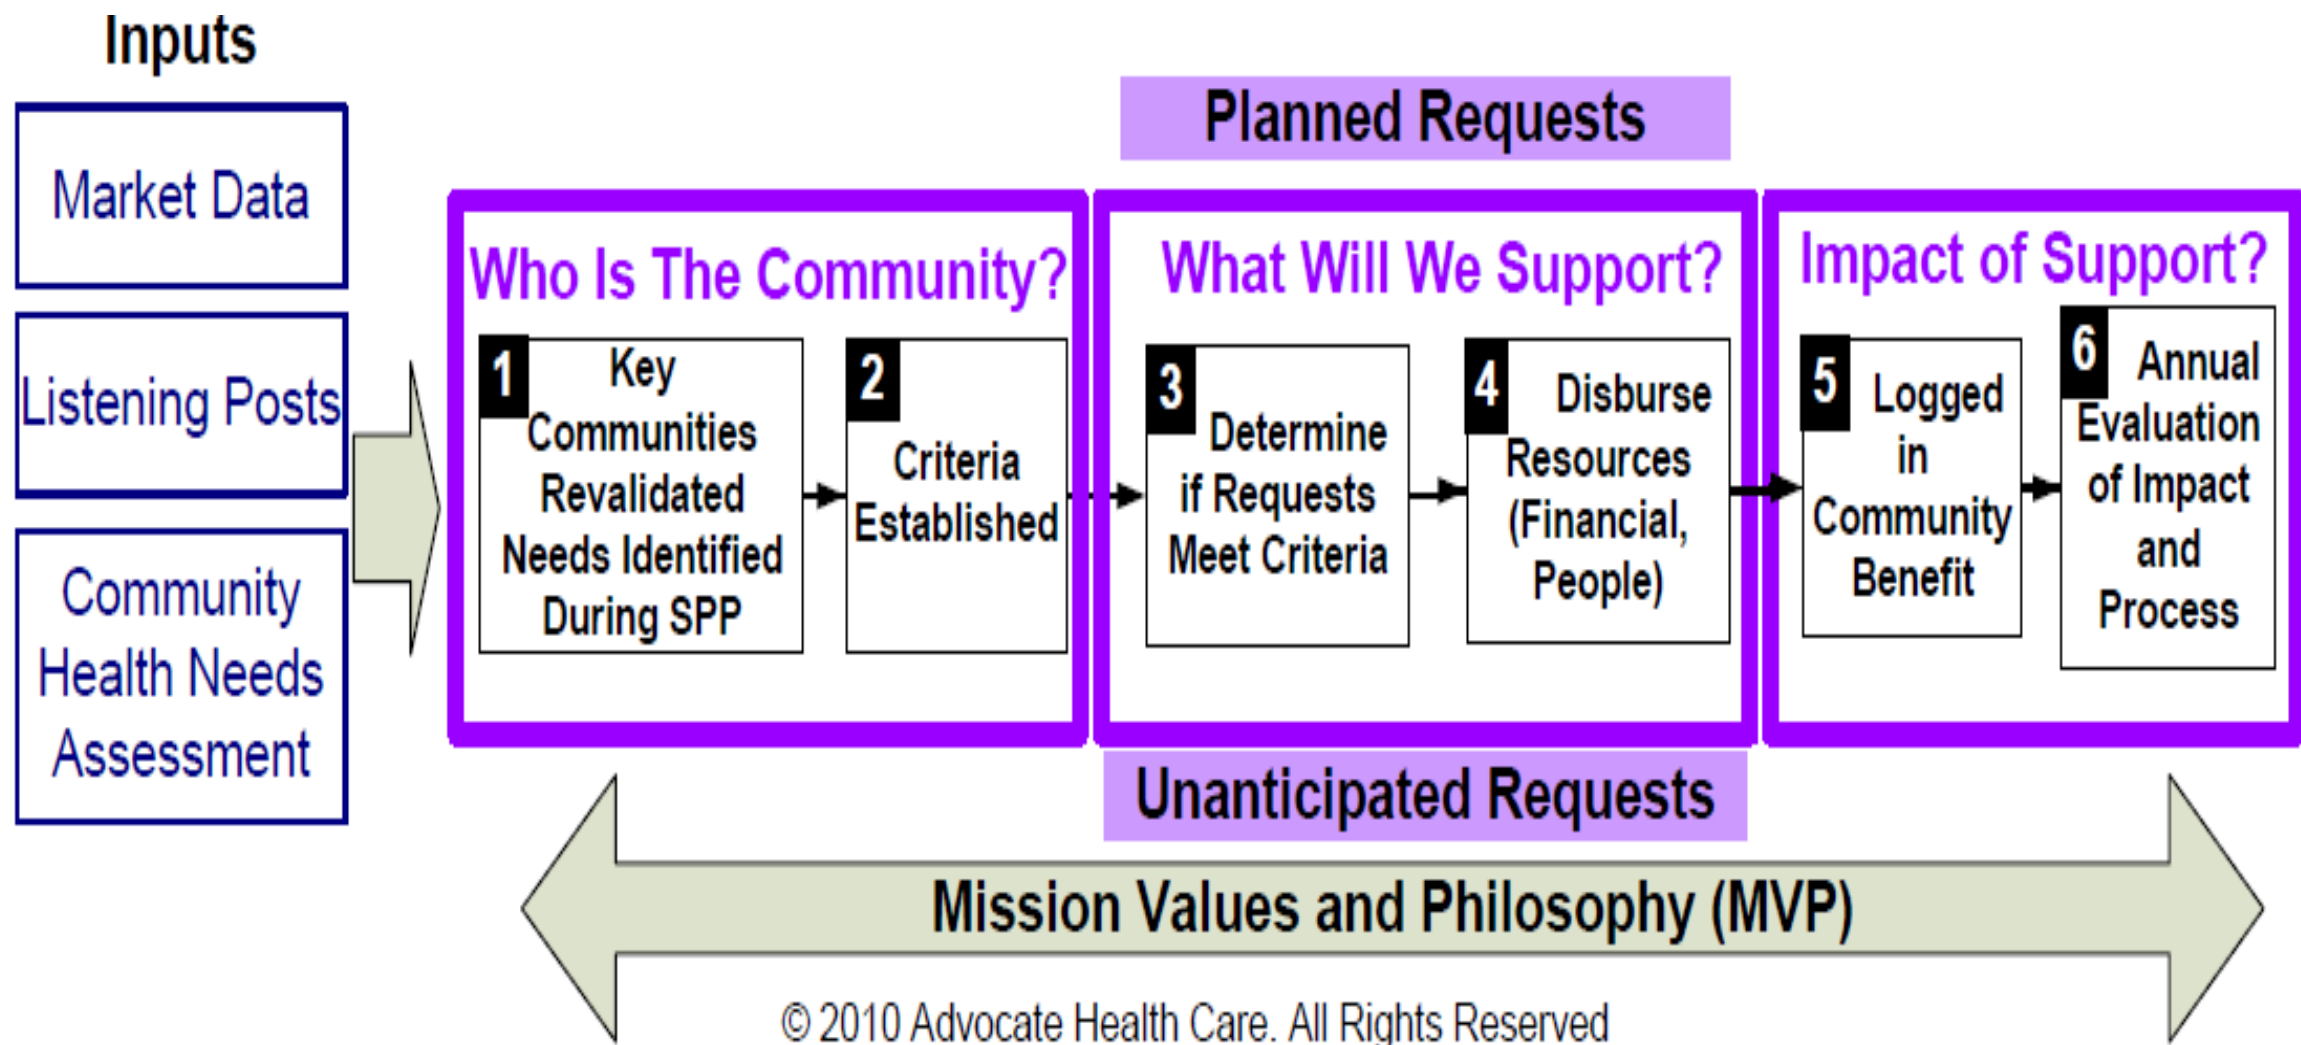 Inputs
Market Data
Listening Posts
Community
Health Needs
Assessment
Planned Requests
Who Is The Community?
1
Key
Communities
Revalidated
Needs Identified
During SPP
2
Criteria
Established
What Will We Support?
3
Determine
if Requests
Meet Criteria
4
Disburse
Resources
(Financial,
People)
Impact of Support?
5
Logged
in
Community
Benefit
6
Annual
Evaluation
of Impact
and
Process
Unanticipated Requests
Mission Values and Philosophy (MVP)
© 2010 Advocate Health Care. All Rights Reserved